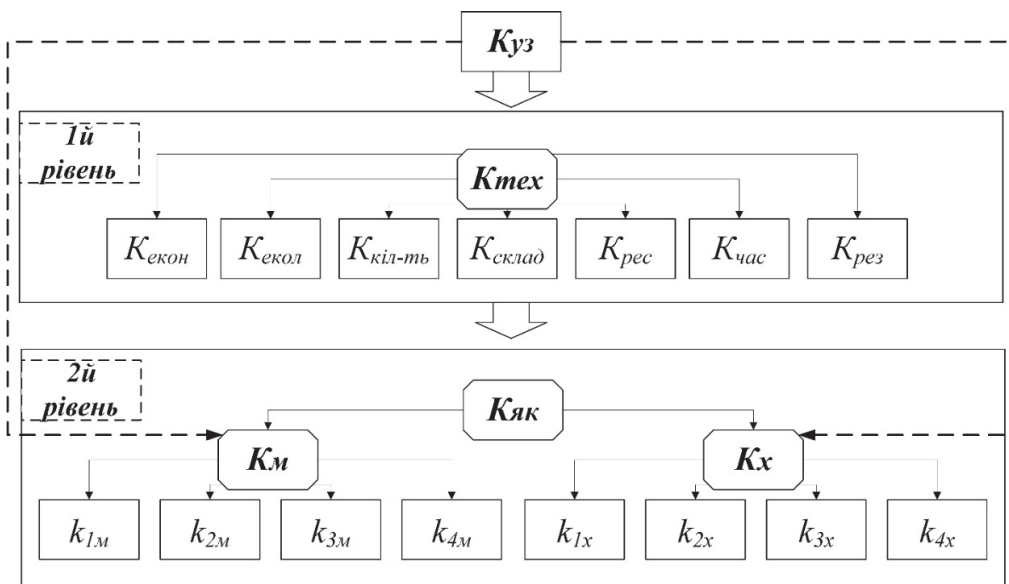 Куз
1й
рівень
Ктех
Кекон Кекол Ккіл-ть Ксклад Крес Кчас Крез
2й
рівень
Кяк
Км Кх
k1м k2м k3м k4м k1х k2х k3х k4х